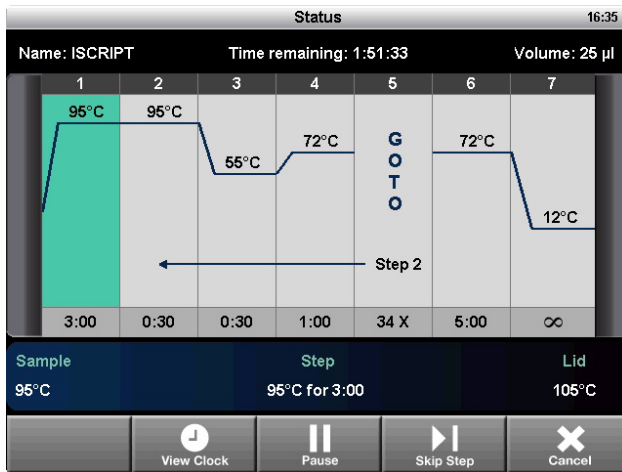 Status 16:35
Name: ISCRIPT Time remaining: 1:51:33 Volume: 25 µl
1 2 3 4 5 6 7
95°C 95°C 55°C 72°C GOTO 72°C 12°C
Step 2
3:00 0:30 0:30 1:00 34 X 5:00 ∞
Sample Step Lid
95°C 95°C for 3:00 105°C
View Clock Pause Skip Step Cancel